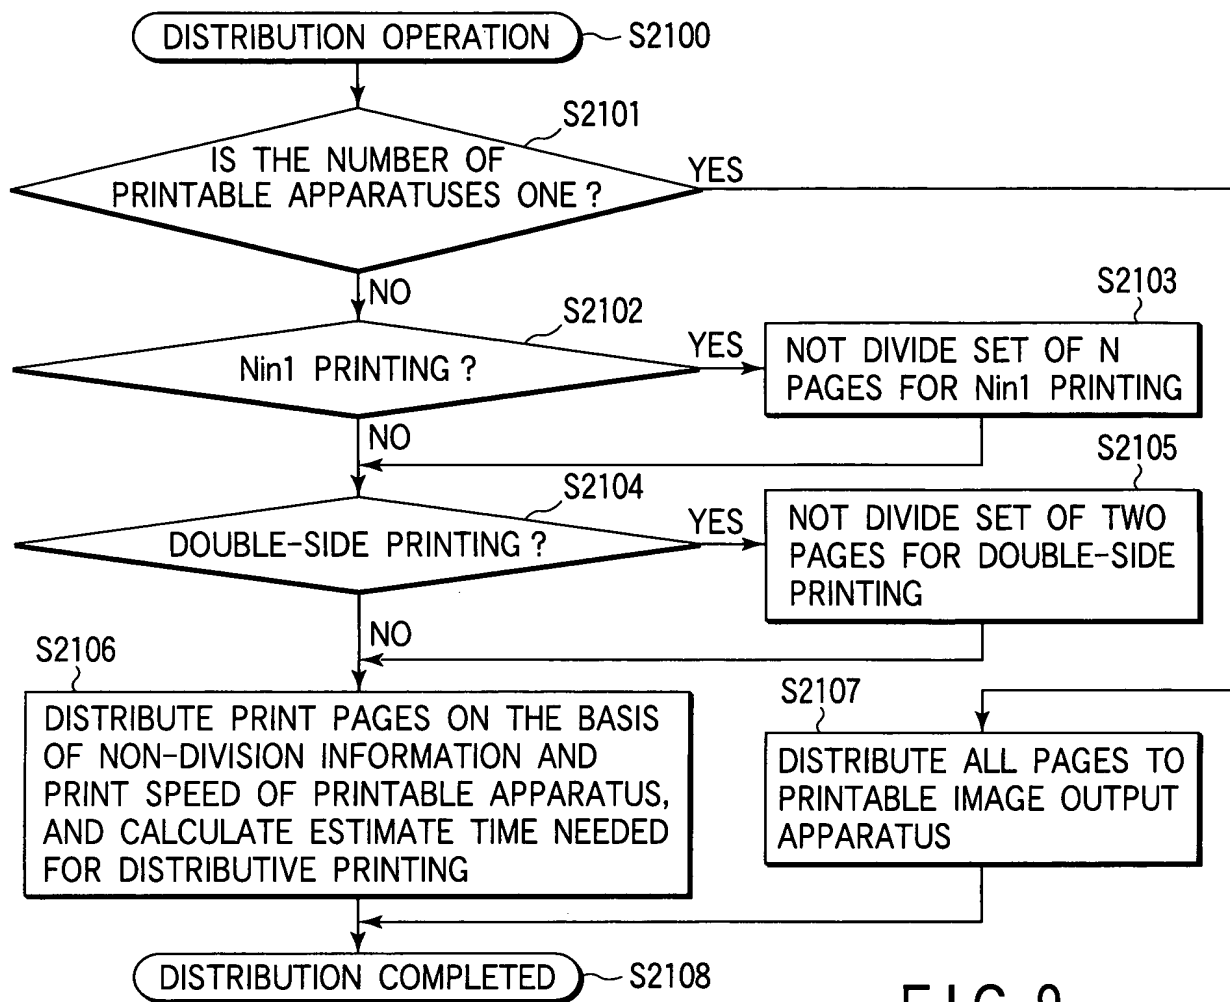 DISTRIBUTION OPERATION
S2100
S2101
IS THE NUMBER OF
PRINTABLE APPARATUSES ONE ?
YES
NO
S2102
Nin1 PRINTING ?
YES
S2103
NOT DIVIDE SET OF N
PAGES FOR Nin1 PRINTING
NO
S2104
DOUBLE-SIDE PRINTING ?
YES
S2105
NOT DIVIDE SET OF TWO
PAGES FOR DOUBLE-SIDE
PRINTING
NO
S2106
DISTRIBUTE PRINT PAGES ON THE BASIS
OF NON-DIVISION INFORMATION AND
PRINT SPEED OF PRINTABLE APPARATUS,
AND CALCULATE ESTIMATE TIME NEEDED
FOR DISTRIBUTIVE PRINTING
S2107
DISTRIBUTE ALL PAGES TO
PRINTABLE IMAGE OUTPUT
APPARATUS
DISTRIBUTION COMPLETED
S2108